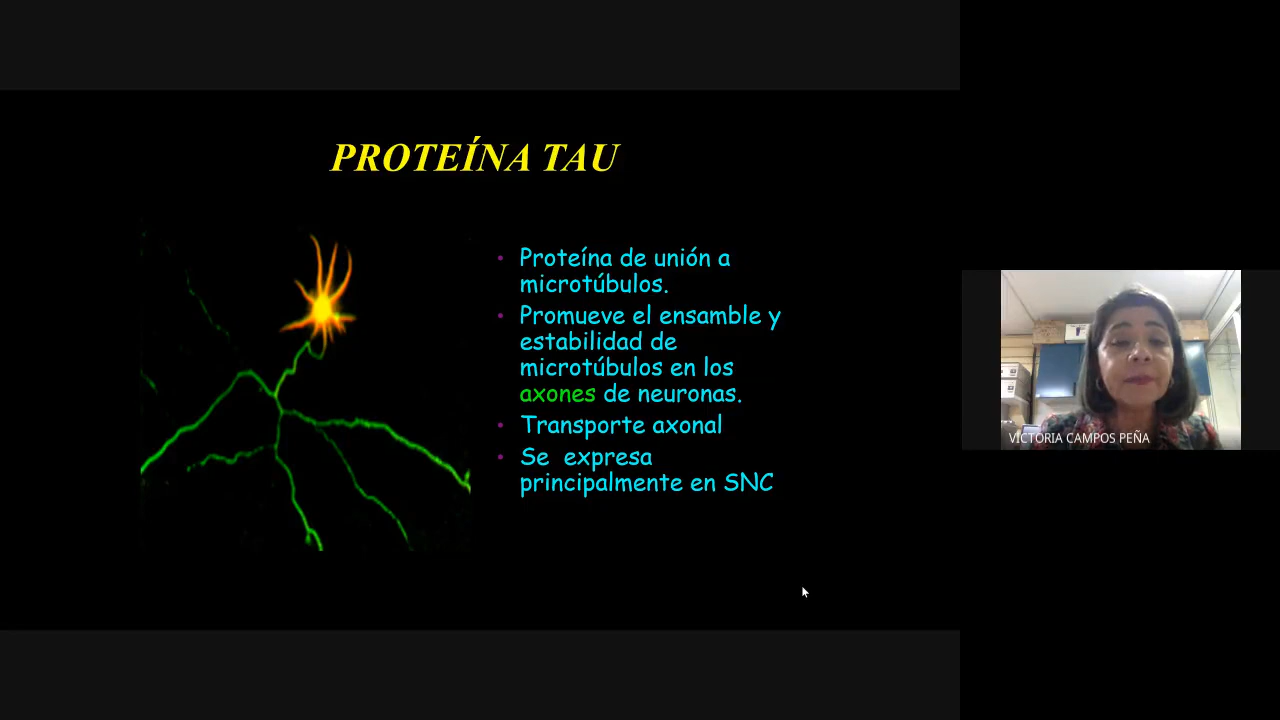 PROTEÍNA TAU
• Proteína de unión a
microtúbulos.
• Promueve el ensamble y
estabilidad de
microtúbulos en los
axones de neuronas.
• Transporte axonal
• Se expresa
principalmente en SNC
VICTORIA CAMPOS PEÑA